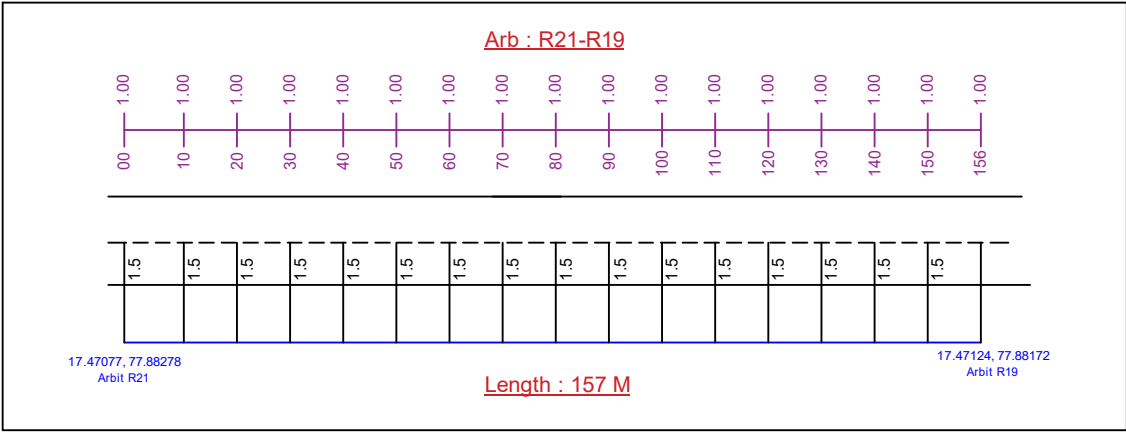 Arb : R21-R19
1.00 1.00 1.00 1.00 1.00 1.00 1.00 1.00 1.00 1.00 1.00 1.00 1.00 1.00 1.00 1.00 1.00
00 10 20 30 40 50 60 70 80 90 100 110 120 130 140 150 156
1.5 1.5 1.5 1.5 1.5 1.5 1.5 1.5 1.5 1.5 1.5 1.5 1.5 1.5 1.5 1.5
17.47077, 77.88278
Arbit R21
17.47124, 77.88172
Arbit R19
Length : 157 M